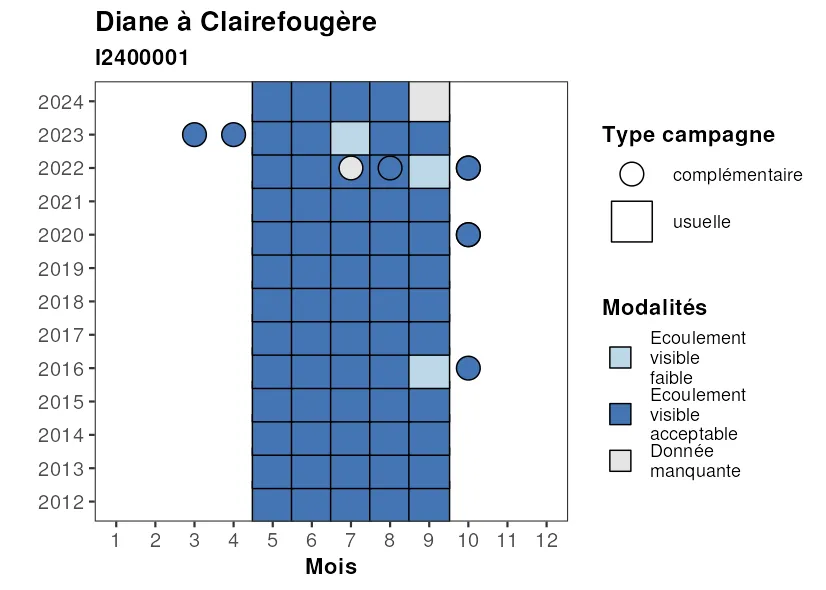 Diane à Clairefougère
I2400001
2024
2023
2022
2021
2020
2019
2018
2017
2016
2015
2014
2013
2012
1 2 3 4 5 6 7 8 9 10 11 12
Mois
Type campagne
complémentaire
usuelle
Modalités
Ecoulement
visible
faible
Ecoulement
visible
acceptable
Donnée
manquante